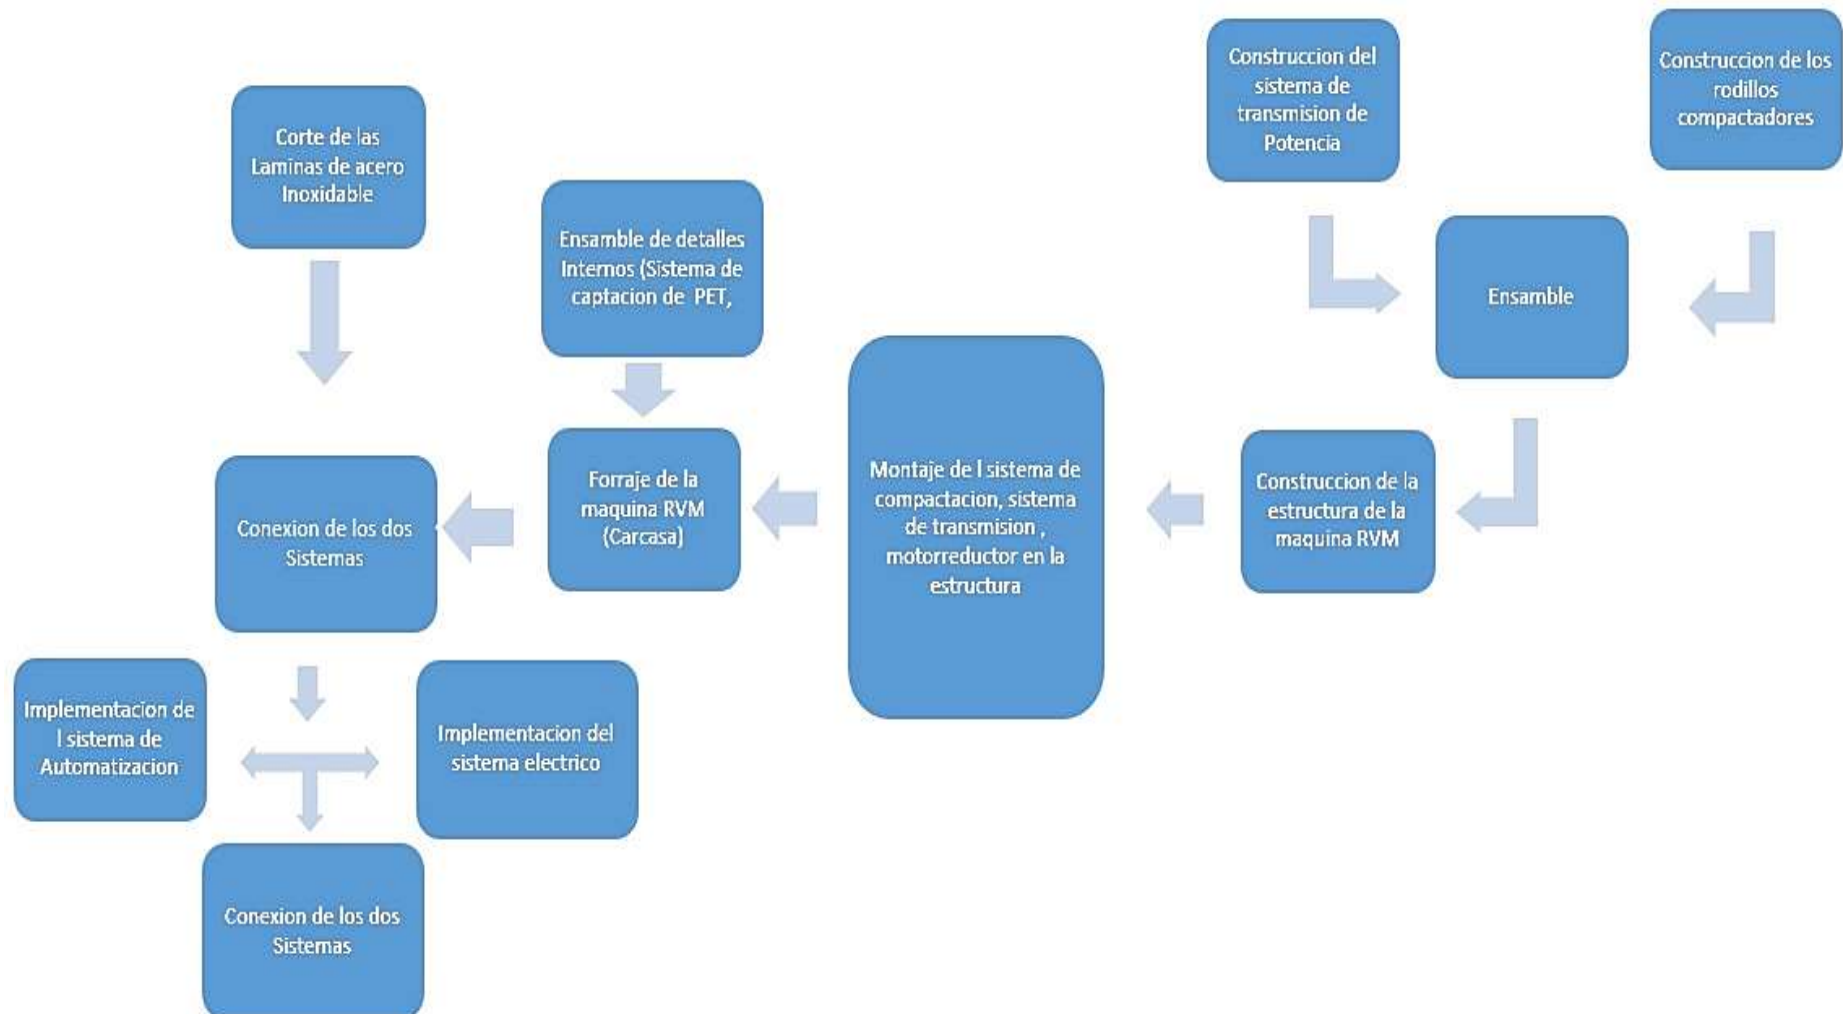 Construccion del
sistema de
transmision de
Potencia
Construccion de los
rodillos
compactadores
Corte de las
Laminas de acero
Inoxidable
Ensamble de detalles
Internos (Sistema de
captacion de PET,
Ensamble
Montaje de l sistema de
compactacion, sistema
de transmision ,
motorreductor en la
estructura
Construccion de la
estructura de la
maquina RVM
Forraje de la
maquina RVM
(Carcasa)
Conexion de los dos
Sistemas
Implementacion de
l sistema de
Automatizacion
Implementacion del
sistema electrico
Conexion de los dos
Sistemas